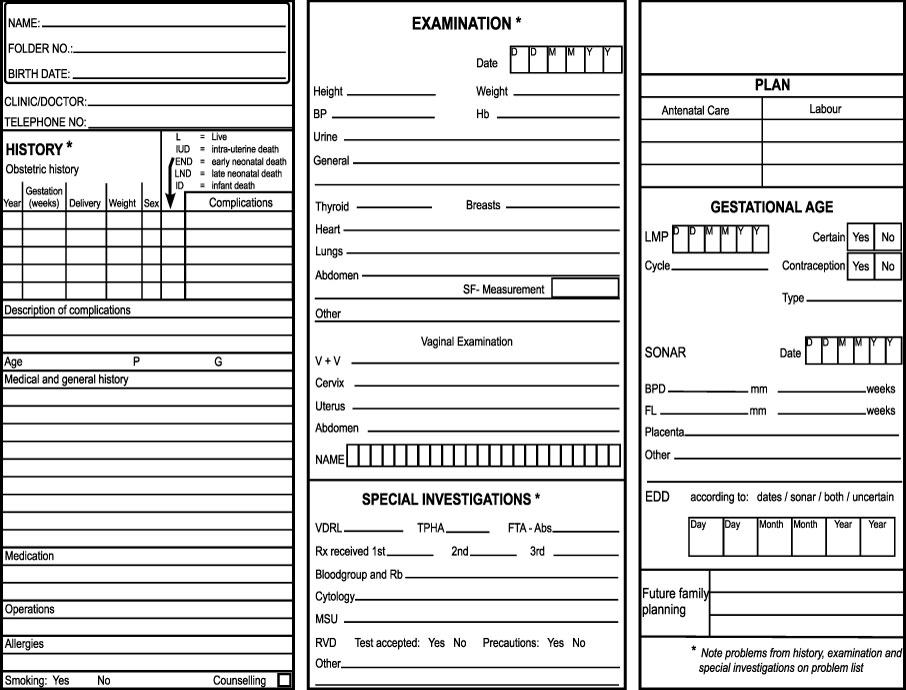 NAME:
FOLDER NO.:
BIRTH DATE:
CLINIC/DOCTOR:
TELEPHONE NO:
HISTORY *
Obstetric history
L = Live
IUD = intra-uterine death
END = early neonatal death
LND = late neonatal death
ID = infant death
Year Gestation (weeks) Delivery Weight Sex Complications
Description of complications
Age P G
Medical and general history
Medication
Operations
Allergies
Smoking: Yes No Counselling
EXAMINATION *
Date D D M M Y Y
Height Weight
BP Hb
Urine
General
Thyroid Breasts
Heart
Lungs
Abdomen
SF- Measurement
Other
Vaginal Examination
V + V
Cervix
Uterus
Abdomen
NAME
SPECIAL INVESTIGATIONS *
VDRL TPHA FTA - Abs
Rx received 1st 2nd 3rd
Bloodgroup and Rb
Cytology
MSU
RVD Test accepted: Yes No Precautions: Yes No
Other
PLAN
Antenatal Care Labour
GESTATIONAL AGE
LMP D D M M Y Y Certain Yes No
Cycle Contraception Yes No
Type
SONAR Date D D M M Y Y
BPD mm weeks
FL mm weeks
Placenta
Other
EDD according to: dates / sonar / both / uncertain
Day Day Month Month Year Year
Future family
planning
* Note problems from history, examination and
special investigations on problem list